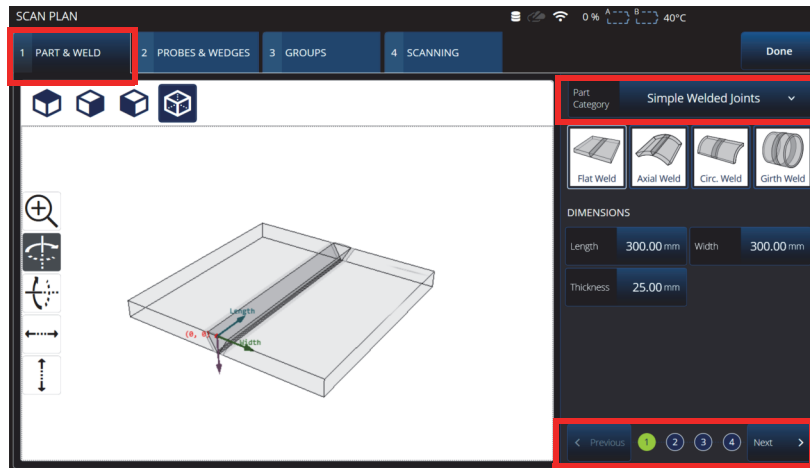 SCAN PLAN
0 % A B 40°C
1 PART & WELD 2 PROBES & WEDGES 3 GROUPS 4 SCANNING Done
Part Category Simple Welded Joints
Flat Weld Axial Weld Circ. Weld Girth Weld
DIMENSIONS
Length 300.00 mm Width 300.00 mm
Thickness 25.00 mm
Length
(0, 0)
Width
Previous 1 2 3 4 Next